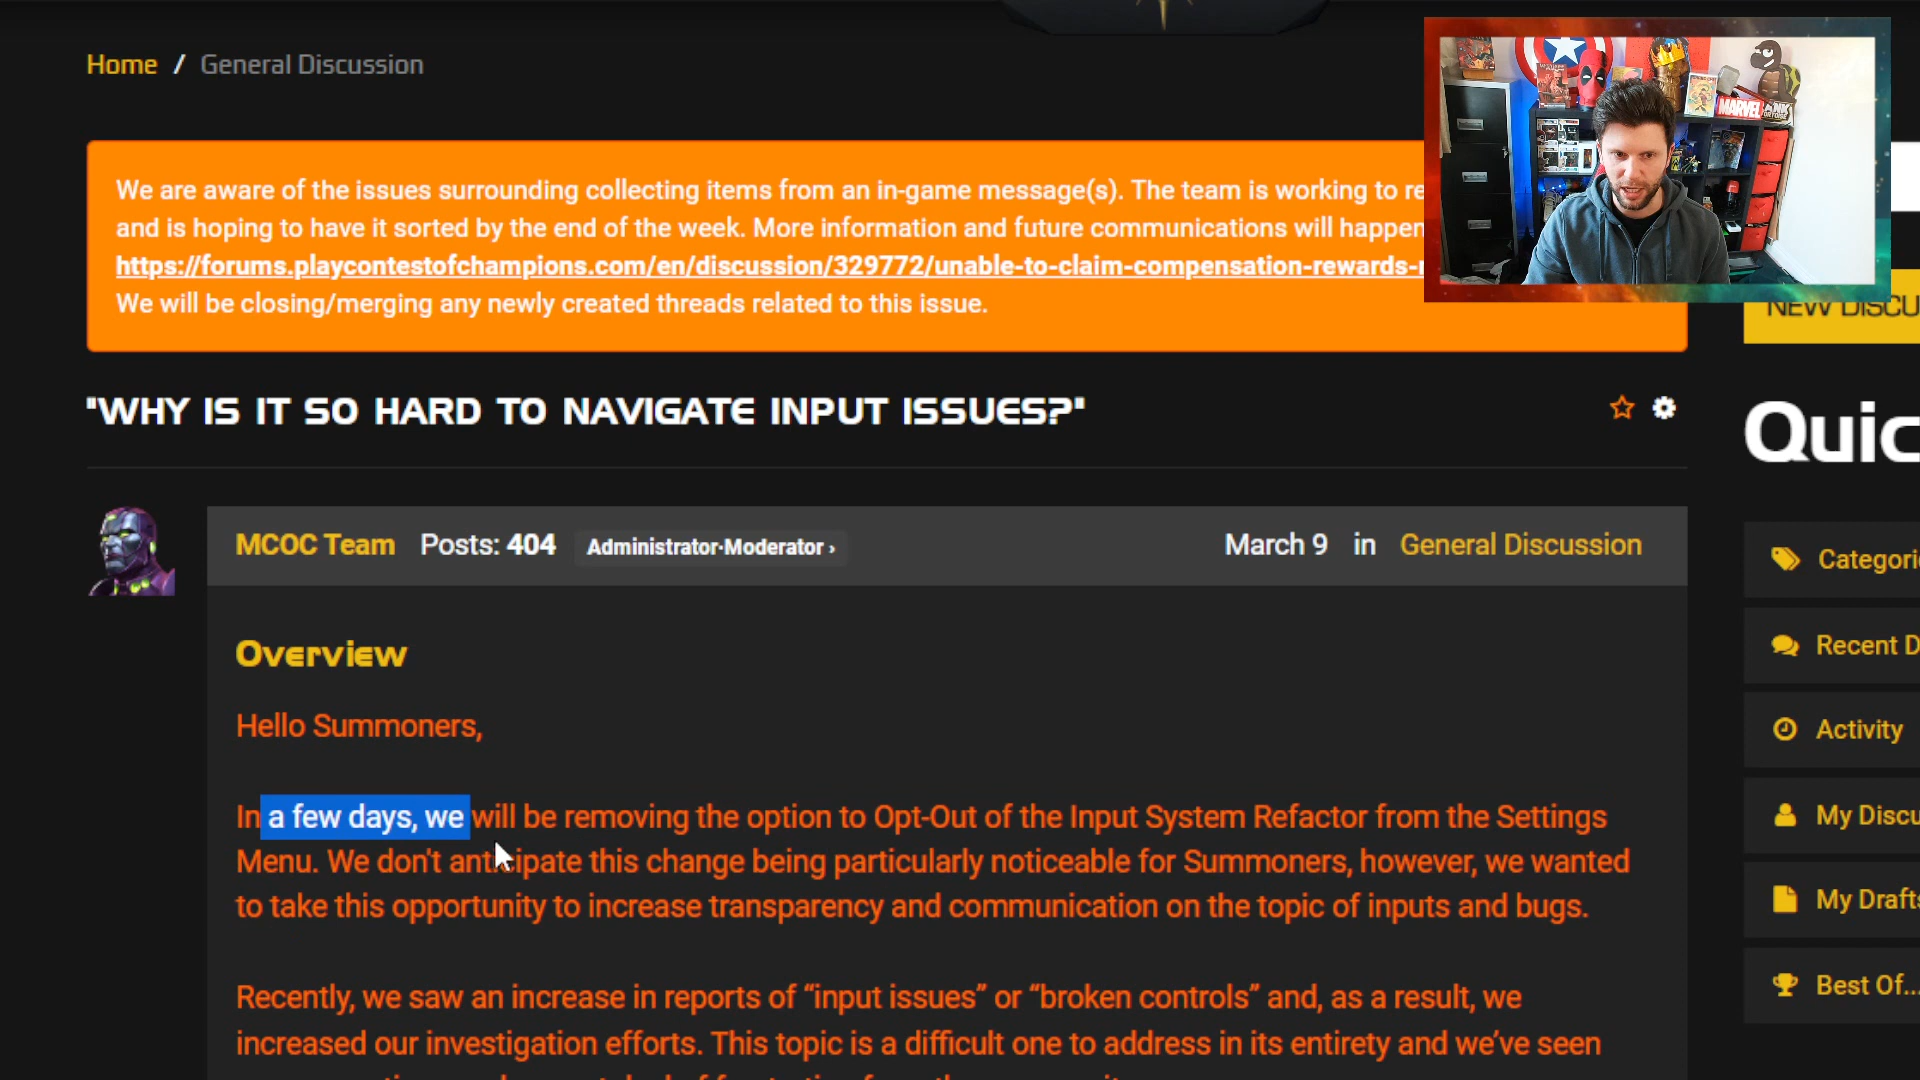 Home / General Discussion
We are aware of the issues surrounding collecting items from an in-game message(s). The team is working to re
and is hoping to have it sorted by the end of the week. More information and future communications will happen
https://forums.playcontestofchampions.com/en/discussion/329772/unable-to-claim-compensation-rewards-
We will be closing/merging any newly created threads related to this issue.
MARVEL
NEW DISCU
"WHY IS IT SO HARD TO NAVIGATE INPUT ISSUES?"
Quic
MCOC Team Posts: 404 Administrator·Moderator › March 9 in General Discussion
Categori
Overview
Recent D
Hello Summoners,
Activity
In a few days, we will be removing the option to Opt-Out of the Input System Refactor from the Settings
My Discu
Menu. We don't anticipate this change being particularly noticeable for Summoners, however, we wanted
to take this opportunity to increase transparency and communication on the topic of inputs and bugs.
My Drafts
Recently, we saw an increase in reports of “input issues” or “broken controls” and, as a result, we
Best Of...
increased our investigation efforts. This topic is a difficult one to address in its entirety and we’ve seen